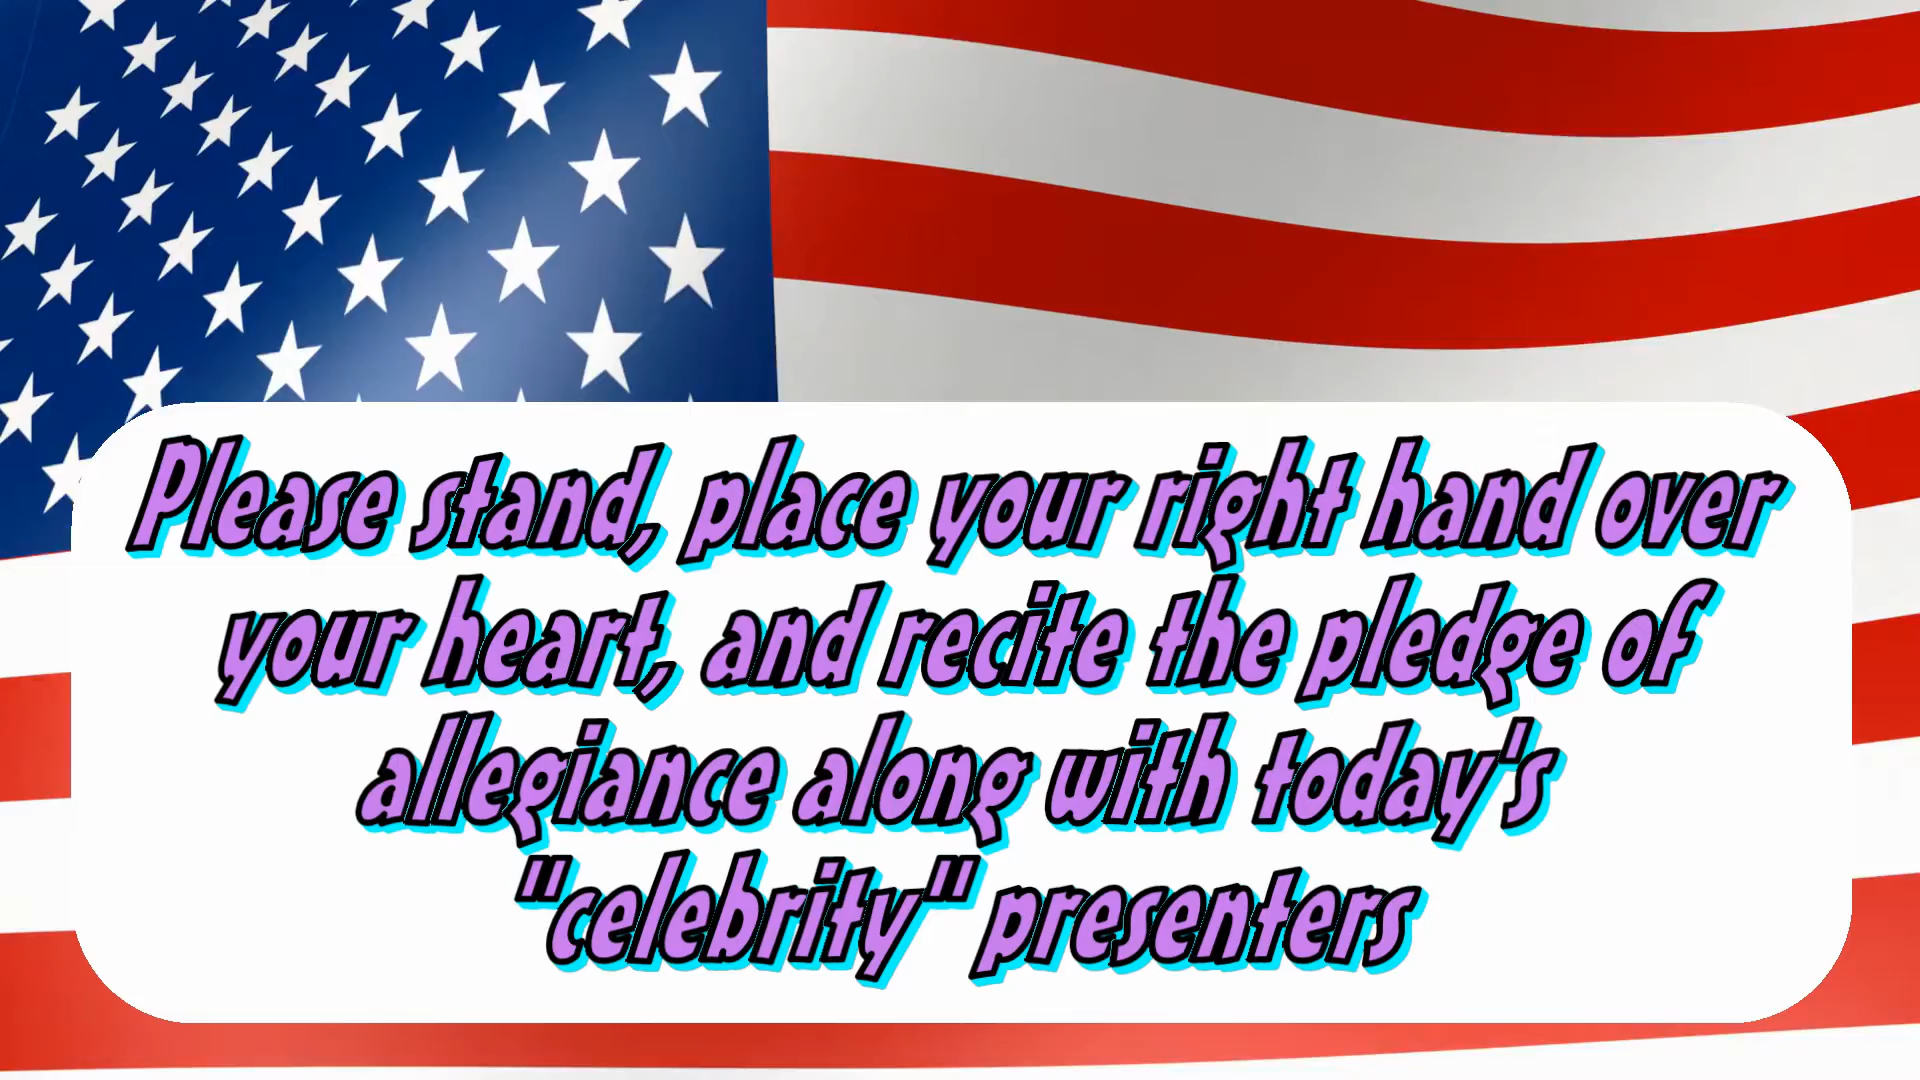 Please stand, place your right hand over
your heart, and recite the pledge of
allegiance along with today's
"celebrity" presenters